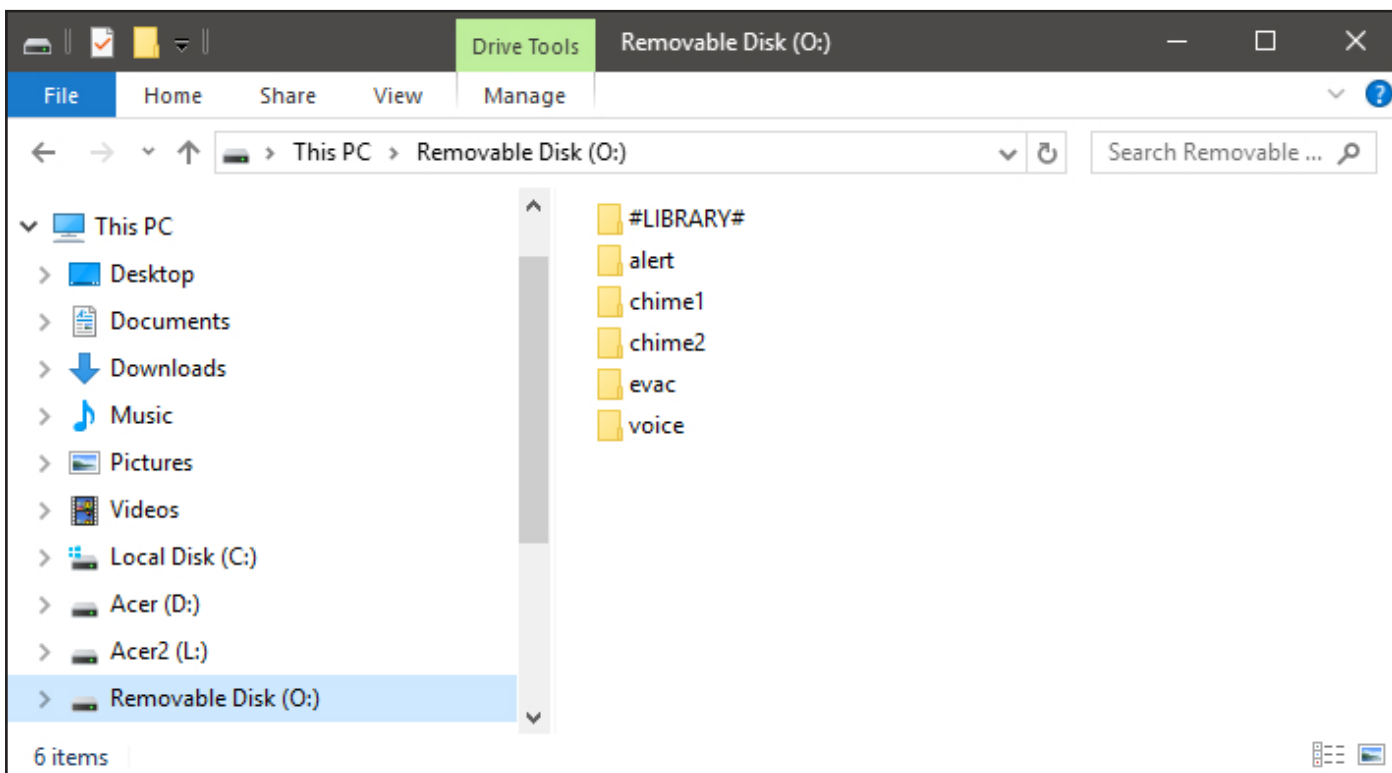 Drive Tools Removable Disk (O:)
File Home Share View Manage
This PC > Removable Disk (O:) Search Removable ...
This PC
Desktop
Documents
Downloads
Music
Pictures
Videos
Local Disk (C:)
Acer (D:)
Acer2 (L:)
Removable Disk (O:)
#LIBRARY#
alert
chime1
chime2
evac
voice
6 items